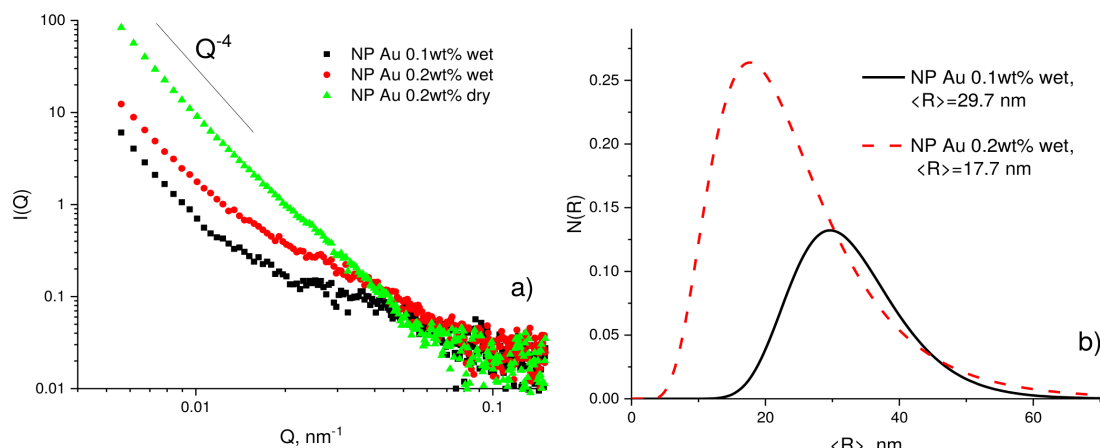 100
10
1
0.1
0.01
I(Q)
Q-4
NP Au 0.1wt% wet
NP Au 0.2wt% wet
NP Au 0.2wt% dry
a)
0.01
0.1
Q, nm-1
0.25
0.20
0.15
0.10
0.05
0.00
N(R)
NP Au 0.1wt% wet,
<R>=29.7 nm
NP Au 0.2wt% wet,
<R>=17.7 nm
b)
0
20
40
60
<R>, nm